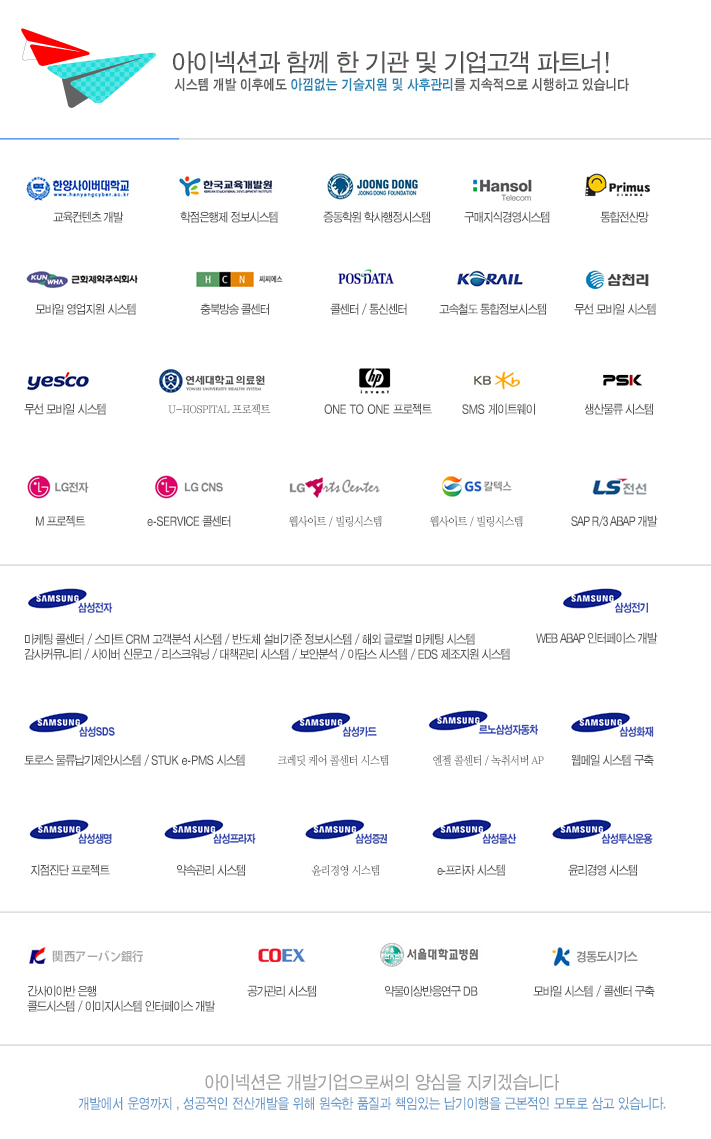 아이넥션과 함께 한 기관 및 기업고객 파트너!
시스템 개발 이후에도 아낌없는 기술지원 및 사후관리를 지속적으로 시행하고 있습니다
한양사이버대학교 한국교육개발원 JOONG DONG Hansol Primus
www.hanyangcyber.ac.kr KOREAN EDUCATIONAL DEVELOPMENT INSTITUTE JOONG DONG FOUNDATION Telecom CINEMA
교육컨텐츠 개발 학점은행제 정보시스템 중동학원 학사행정시스템 구매지식경영시스템 통합전산망
KUN WHA 근화제약주식회사 H C N 씨씨에스 POSDATA KORAIL 삼천리
모바일 영업지원 시스템 충북방송 콜센터 콜센터 / 통신센터 고속철도 통합정보시스템 무선 모바일 시스템
yesco 연세대학교 의료원 hp KB PSK
YONSEI UNIVERSITY HEALTH SYSTEM invent
무선 모바일 시스템 U-HOSPITAL 프로젝트 ONE TO ONE 프로젝트 SMS 게이트웨이 생산물류 시스템
LG전자 LG CNS LG Arts Center GS 칼텍스 LS전선
M 프로젝트 e-SERVICE 콜센터 웹사이트 / 빌링시스템 웹사이트 / 빌링시스템 SAP R/3 ABAP 개발
SAMSUNG 삼성전자 SAMSUNG 삼성전기
마케팅 콜센터 / 스마트 CRM 고객분석 시스템 / 반도체 설비기준 정보시스템 / 해외 글로벌 마케팅 시스템 WEB ABAP 인터페이스 개발
감사커뮤니티 / 사이버 신문고 / 리스크워닝 / 대책관리 시스템 / 보안분석 / 아담스 시스템 / EDS 제조지원 시스템
SAMSUNG 삼성SDS SAMSUNG 삼성카드 SAMSUNG 르노삼성자동차 SAMSUNG 삼성화재
토로스 물류납기제안시스템 / STUK e-PMS 시스템 크레딧 케어 콜센터 시스템 엔젤 콜센터 / 녹취서버 AP 웹메일 시스템 구축
SAMSUNG 삼성생명 SAMSUNG 삼성프라자 SAMSUNG 삼성증권 SAMSUNG 삼성물산 SAMSUNG 삼성투신운용
지점진단 프로젝트 약속관리 시스템 윤리경영 시스템 e-프라자 시스템 윤리경영 시스템
関西アーバン銀行 COEX 서울대학교병원 경동도시가스
간사이아반 은행 공가관리 시스템 약물이상반응연구 DB 모바일 시스템 / 콜센터 구축
콜드시스템 / 이미지시스템 인터페이스 개발
아이넥션은 개발기업으로써의 양심을 지키겠습니다
개발에서 운영까지 , 성공적인 전산개발을 위해 원숙한 품질과 책임있는 납기이행을 근본적인 모토로 삼고 있습니다.